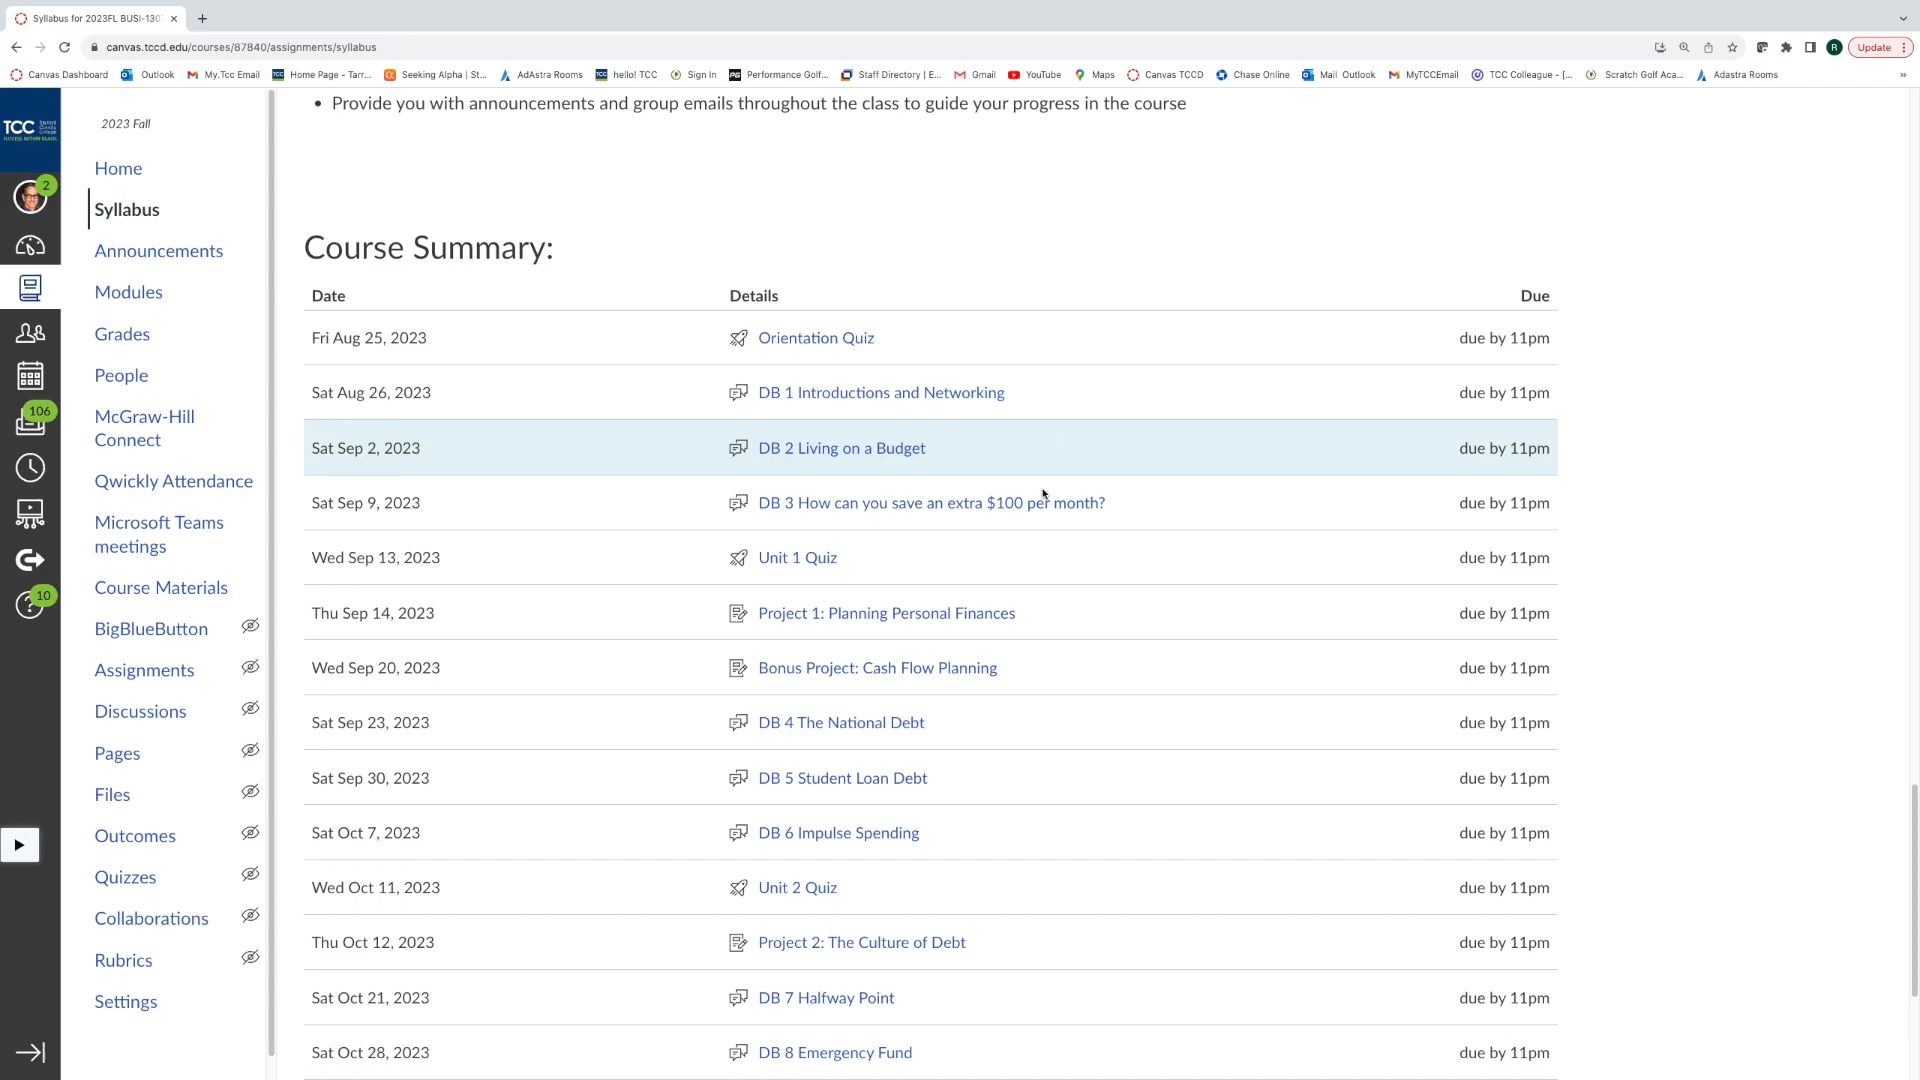 Syllabus for 2023FL BUSI-130
canvas.tccd.edu/courses/87840/assignments/syllabus
R
Update
Canvas Dashboard
Outlook
My.Tcc Email
Home Page - Tarr...
Seeking Alpha | St...
AdAstra Rooms
hello! TCC
Sign In
Performance Golf...
Staff Directory | E...
Gmail
YouTube
Maps
Canvas TCCD
Chase Online
Mail Outlook
MyTCCEmail
TCC Colleague - [...
Scratch Golf Aca...
Adastra Rooms
»
TCC
2
106
10
2023 Fall
Home
Syllabus
Announcements
Modules
Grades
People
McGraw-Hill
Connect
Qwickly Attendance
Microsoft Teams
meetings
Course Materials
BigBlueButton
Assignments
Discussions
Pages
Files
Outcomes
Quizzes
Collaborations
Rubrics
Settings
• Provide you with announcements and group emails throughout the class to guide your progress in the course
Course Summary:
Date Details Due
Fri Aug 25, 2023 Orientation Quiz due by 11pm
Sat Aug 26, 2023 DB 1 Introductions and Networking due by 11pm
Sat Sep 2, 2023 DB 2 Living on a Budget due by 11pm
Sat Sep 9, 2023 DB 3 How can you save an extra $100 per month? due by 11pm
Wed Sep 13, 2023 Unit 1 Quiz due by 11pm
Thu Sep 14, 2023 Project 1: Planning Personal Finances due by 11pm
Wed Sep 20, 2023 Bonus Project: Cash Flow Planning due by 11pm
Sat Sep 23, 2023 DB 4 The National Debt due by 11pm
Sat Sep 30, 2023 DB 5 Student Loan Debt due by 11pm
Sat Oct 7, 2023 DB 6 Impulse Spending due by 11pm
Wed Oct 11, 2023 Unit 2 Quiz due by 11pm
Thu Oct 12, 2023 Project 2: The Culture of Debt due by 11pm
Sat Oct 21, 2023 DB 7 Halfway Point due by 11pm
Sat Oct 28, 2023 DB 8 Emergency Fund due by 11pm